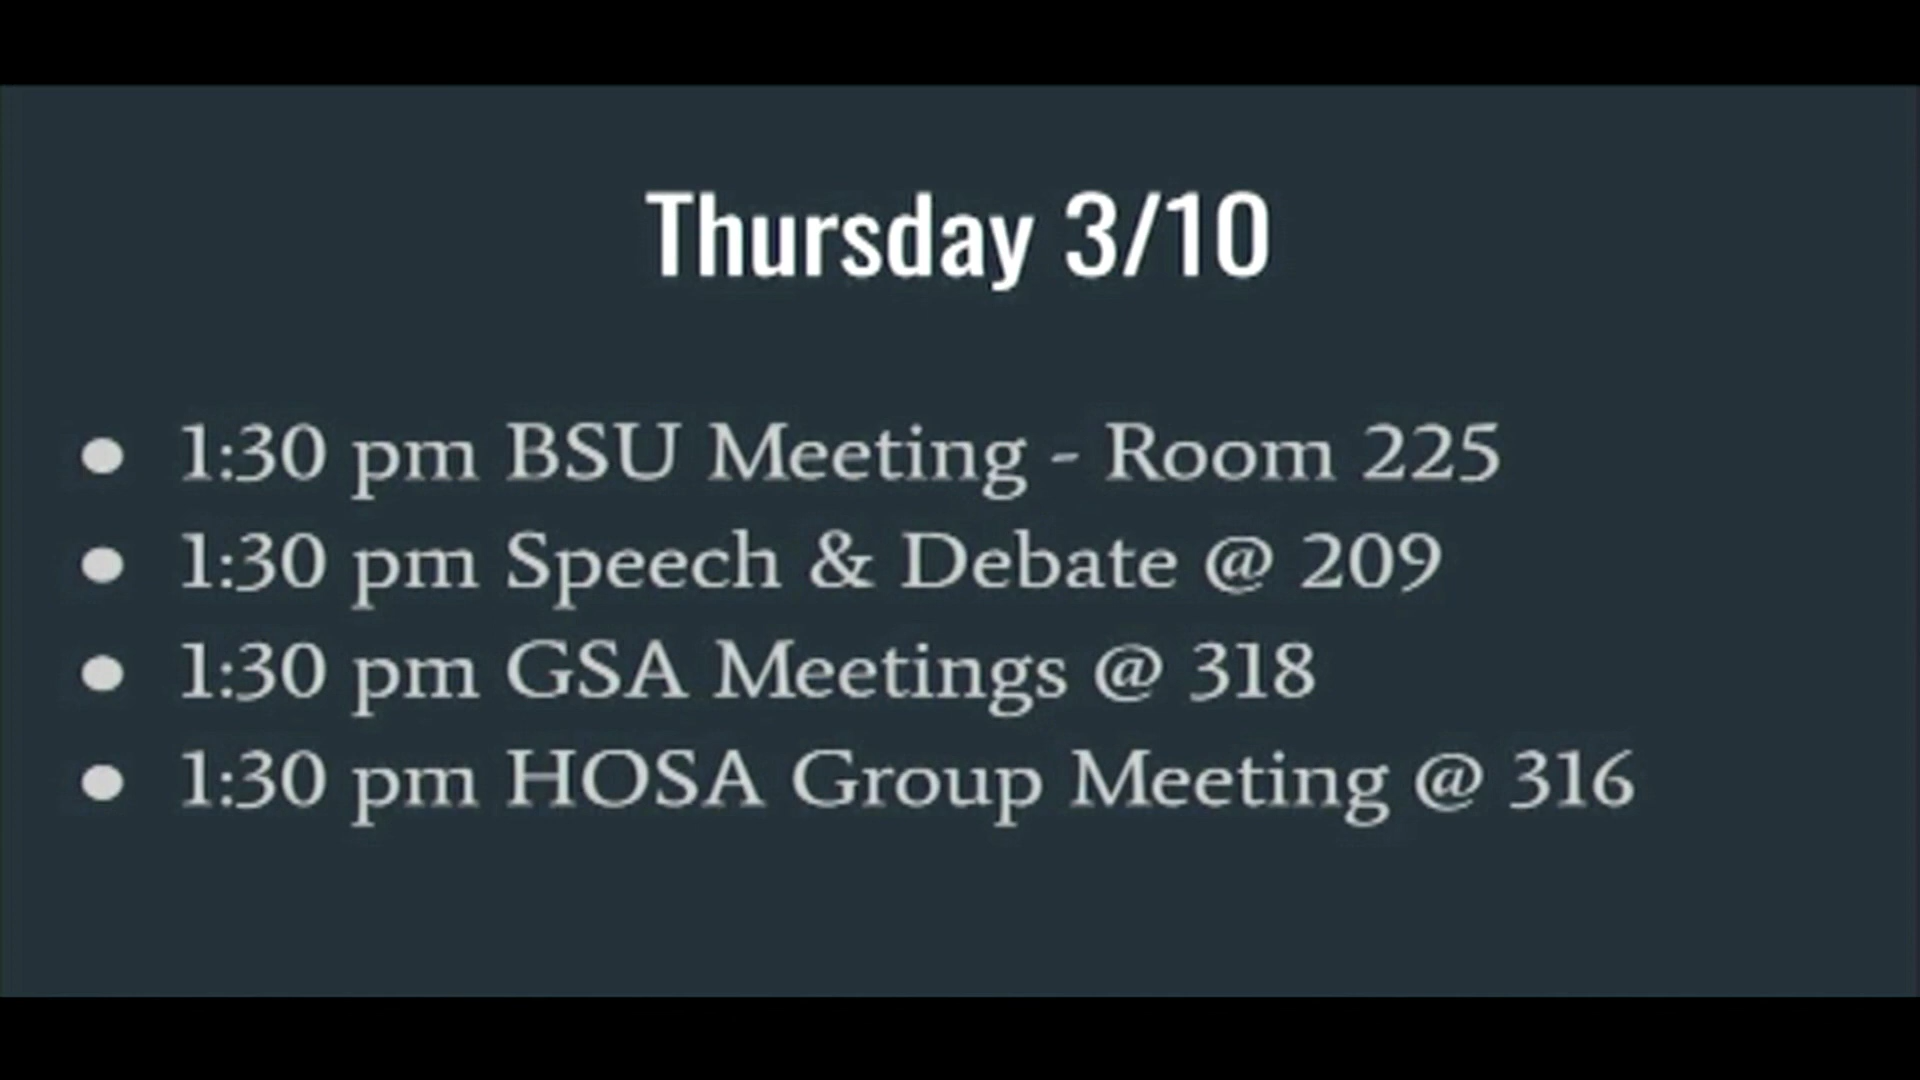 Thursday 3/10
• 1:30 pm BSU Meeting - Room 225
• 1:30 pm Speech & Debate @ 209
• 1:30 pm GSA Meetings @ 318
• 1:30 pm HOSA Group Meeting @ 316